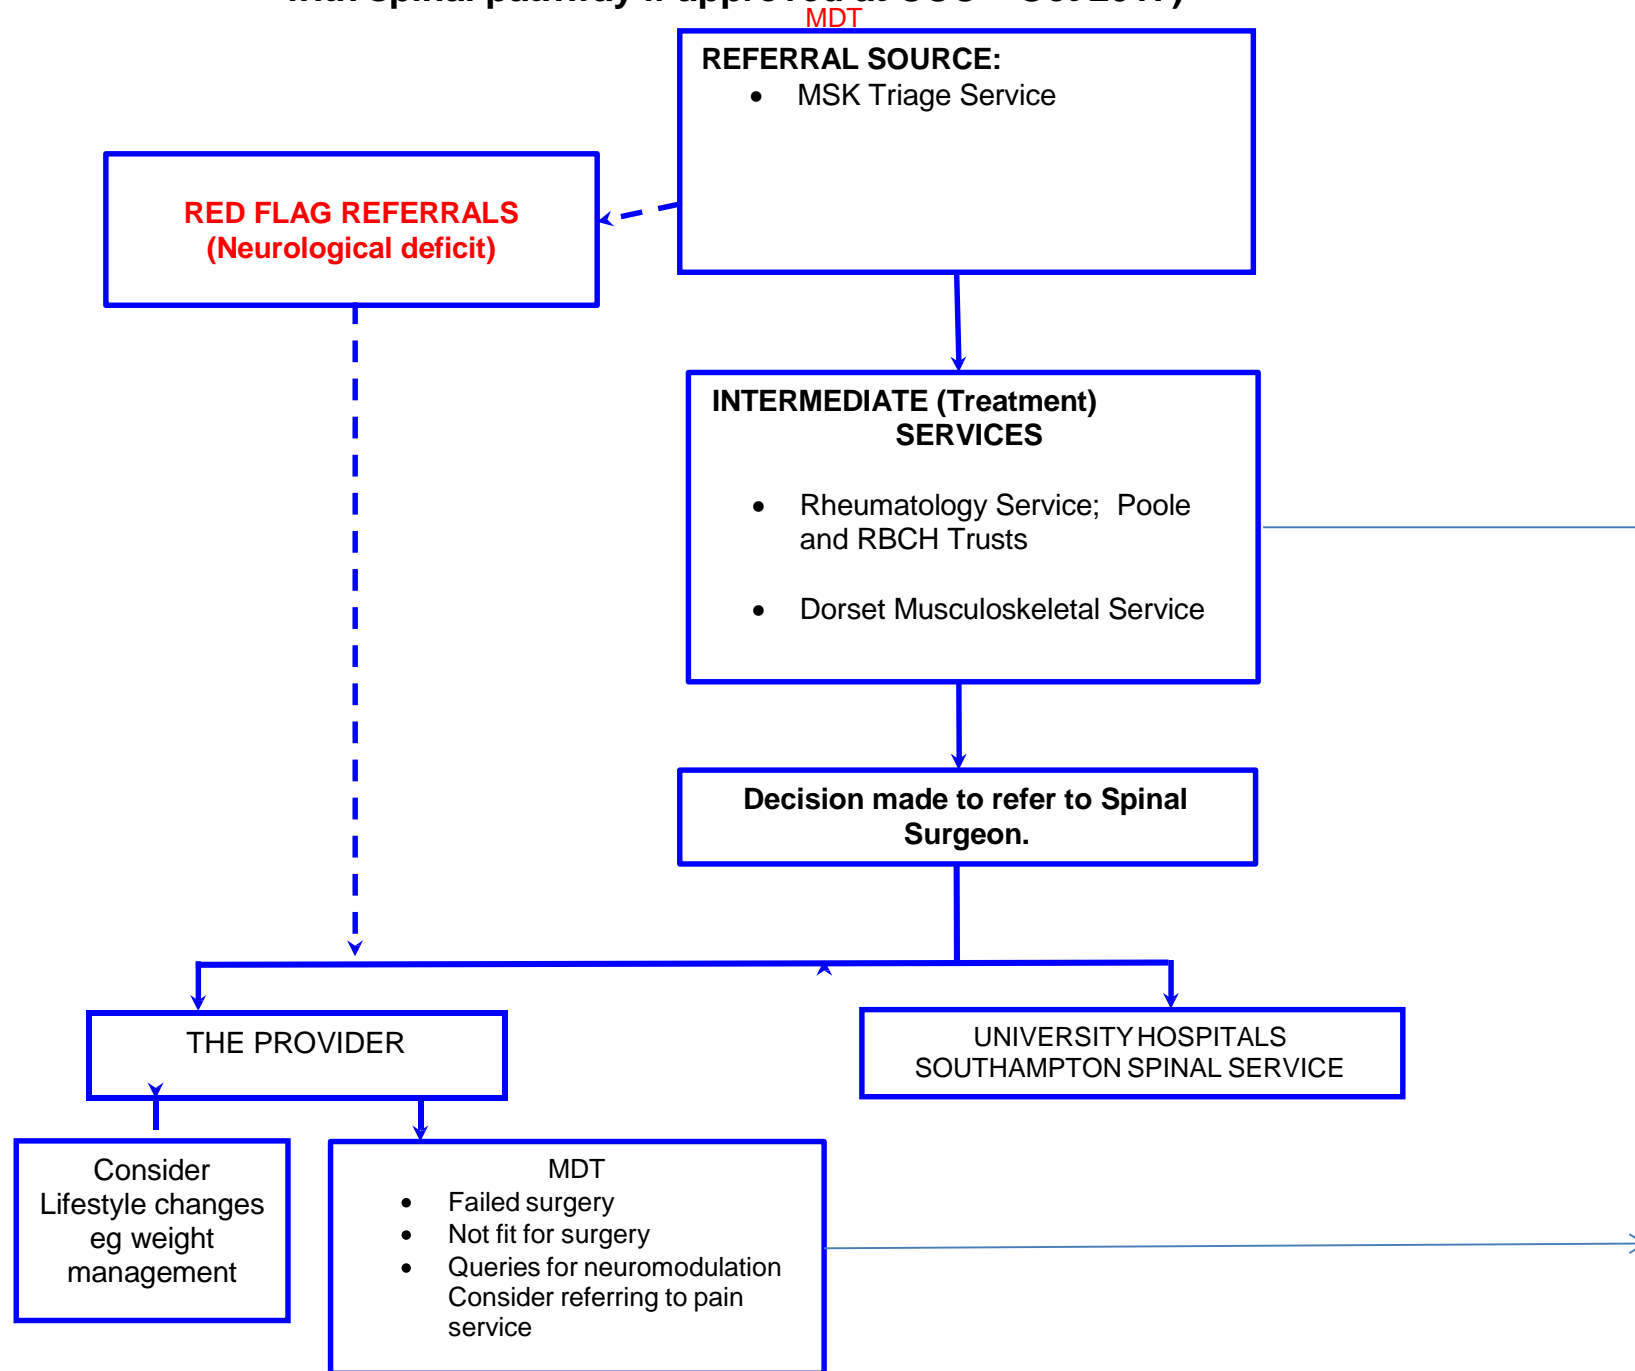 MDT
REFERRAL SOURCE:
• MSK Triage Service
RED FLAG REFERRALS
(Neurological deficit)
INTERMEDIATE (Treatment)
SERVICES
• Rheumatology Service; Poole
and RBCH Trusts
• Dorset Musculoskeletal Service
Decision made to refer to Spinal
Surgeon.
THE PROVIDER
UNIVERSITY HOSPITALS
SOUTHAMPTON SPINAL SERVICE
Consider
Lifestyle changes
eg weight
management
MDT
• Failed surgery
• Not fit for surgery
• Queries for neuromodulation
Consider referring to pain
service